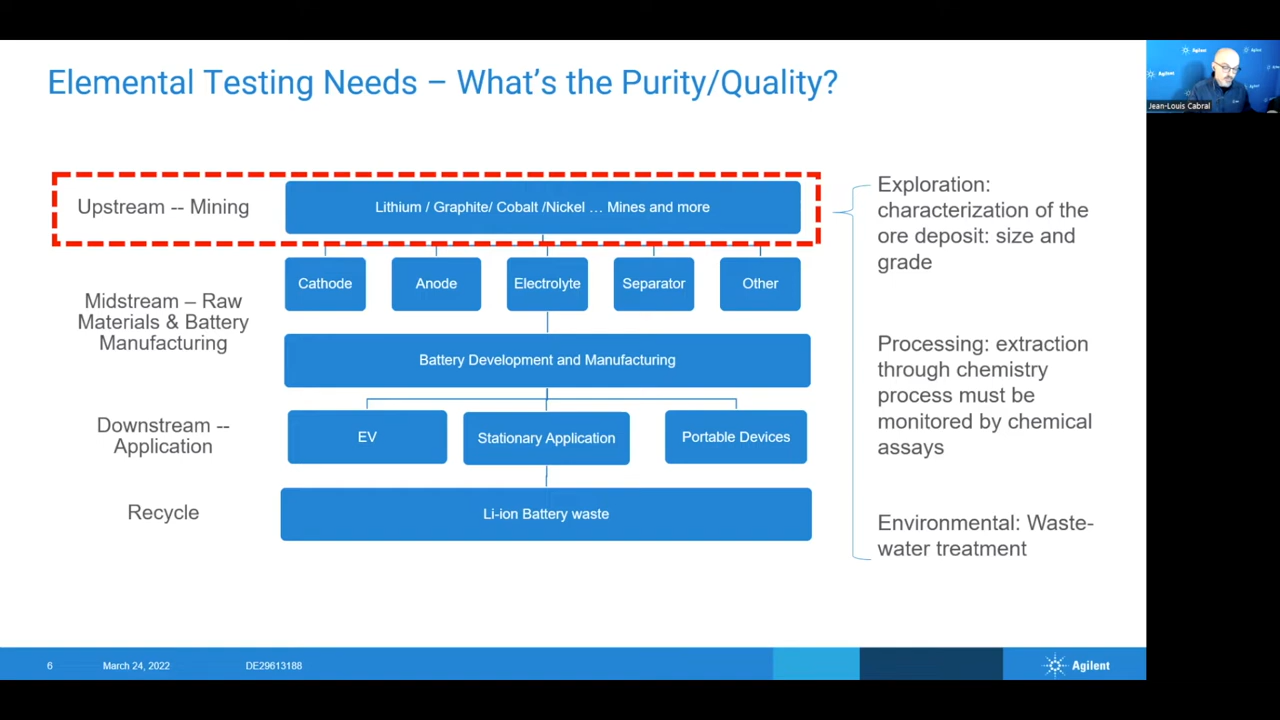 Elemental Testing Needs – What's the Purity/Quality?
Agilent
Agilent
Agilent
Jean-Louis Cabral
Upstream -- Mining
Lithium / Graphite/ Cobalt /Nickel … Mines and more
Exploration:
characterization of the
ore deposit: size and
grade
Cathode
Anode
Electrolyte
Separator
Other
Midstream – Raw
Materials & Battery
Manufacturing
Battery Development and Manufacturing
Processing: extraction
through chemistry
process must be
monitored by chemical
assays
Downstream --
Application
EV
Stationary Application
Portable Devices
Recycle
Li-ion Battery waste
Environmental: Waste-
water treatment
6
March 24, 2022
DE29613188
Agilent